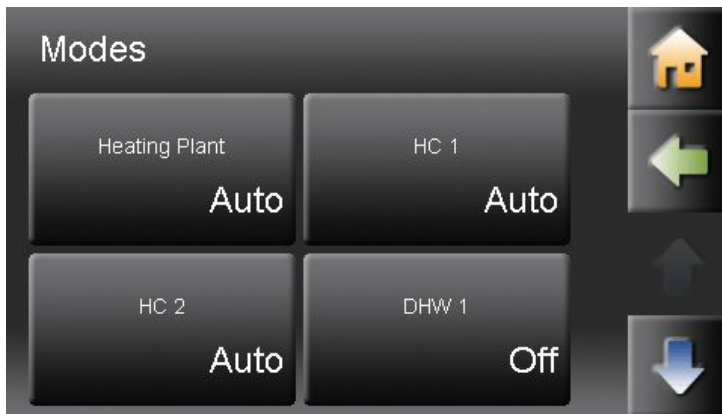 Modes
Heating Plant
Auto
HC 1
Auto
HC 2
Auto
DHW 1
Off